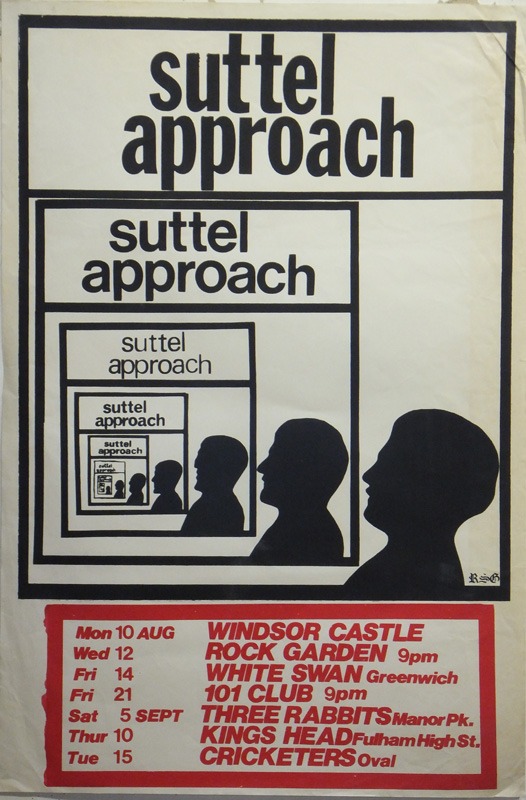 suttel
approach
suttel
approach
suttel
approach
suttel
approach
suttel
approach
suttel
RSG
Mon 10 AUG WINDSOR CASTLE
Wed 12 ROCK GARDEN 9pm
Fri 14 WHITE SWAN Greenwich
Fri 21 101 CLUB 9pm
Sat 5 SEPT THREE RABBITS Manor Pk.
Thur 10 KINGS HEAD Fulham High St.
Tue 15 CRICKETERS Oval